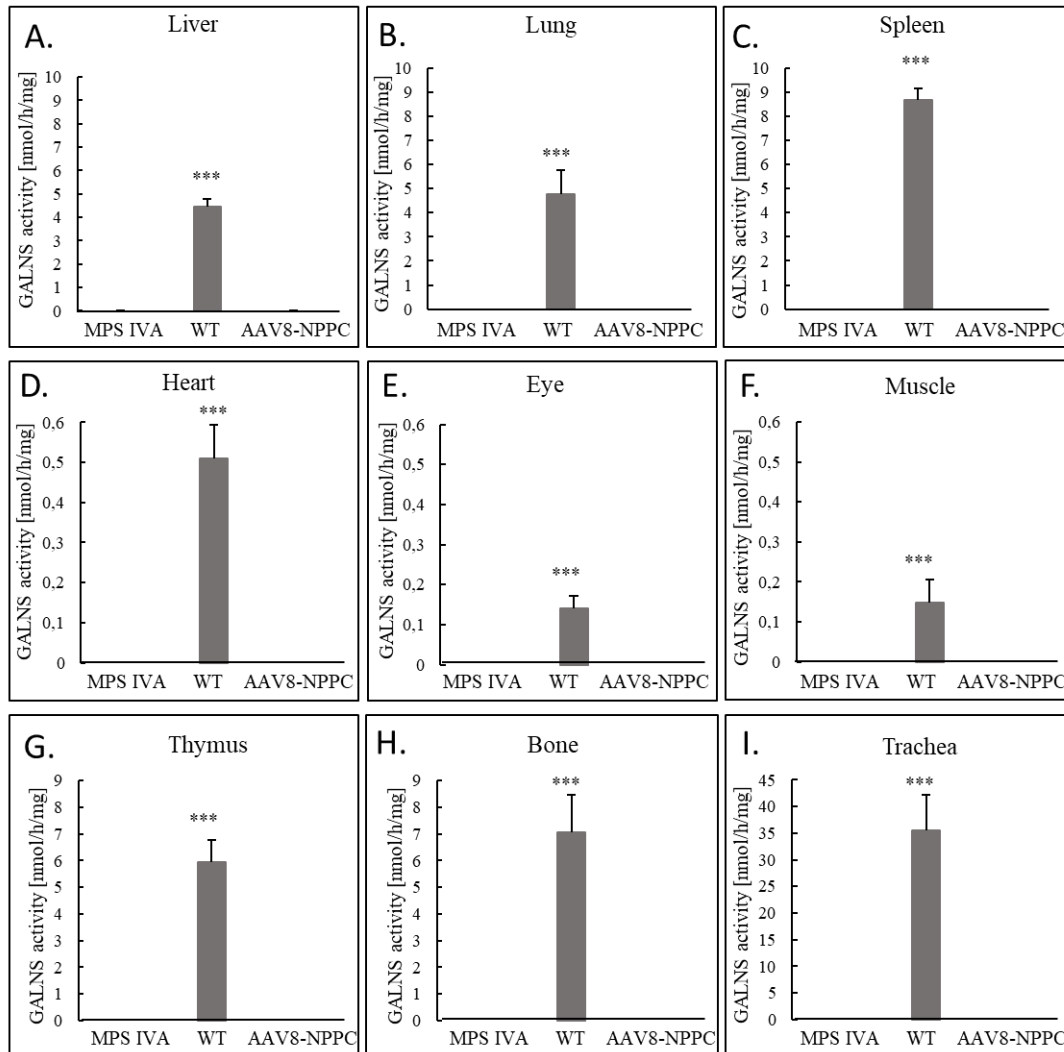 A.
Liver
GALNS activity [nmol/h/mg]
10
9
8
7
6
5
4
3
2
1
0
***
MPS IVA WT AAV8-NPPC
B.
Lung
GALNS activity [nmol/h/mg]
10
9
8
7
6
5
4
3
2
1
0
***
MPS IVA WT AAV8-NPPC
C.
Spleen
GALNS activity [nmol/h/mg]
10
9
8
7
6
5
4
3
2
1
0
***
MPS IVA WT AAV8-NPPC
D.
Heart
GALNS activity [nmol/h/mg]
0,6
0,5
0,4
0,3
0,2
0,1
0
***
MPS IVA WT AAV8-NPPC
E.
Eye
GALNS activity [nmol/h/mg]
0,6
0,5
0,4
0,3
0,2
0,1
0
***
MPS IVA WT AAV8-NPPC
F.
Muscle
GALNS activity [nmol/h/mg]
0,6
0,5
0,4
0,3
0,2
0,1
0
***
MPS IVA WT AAV8-NPPC
G.
Thymus
GALNS activity [nmol/h/mg]
9
8
7
6
5
4
3
2
1
0
***
MPS IVA WT AAV8-NPPC
H.
Bone
GALNS activity [nmol/h/mg]
9
8
7
6
5
4
3
2
1
0
***
MPS IVA WT AAV8-NPPC
I.
Trachea
GALNS activity [nmol/h/mg]
45
40
35
30
25
20
15
10
5
0
***
MPS IVA WT AAV8-NPPC